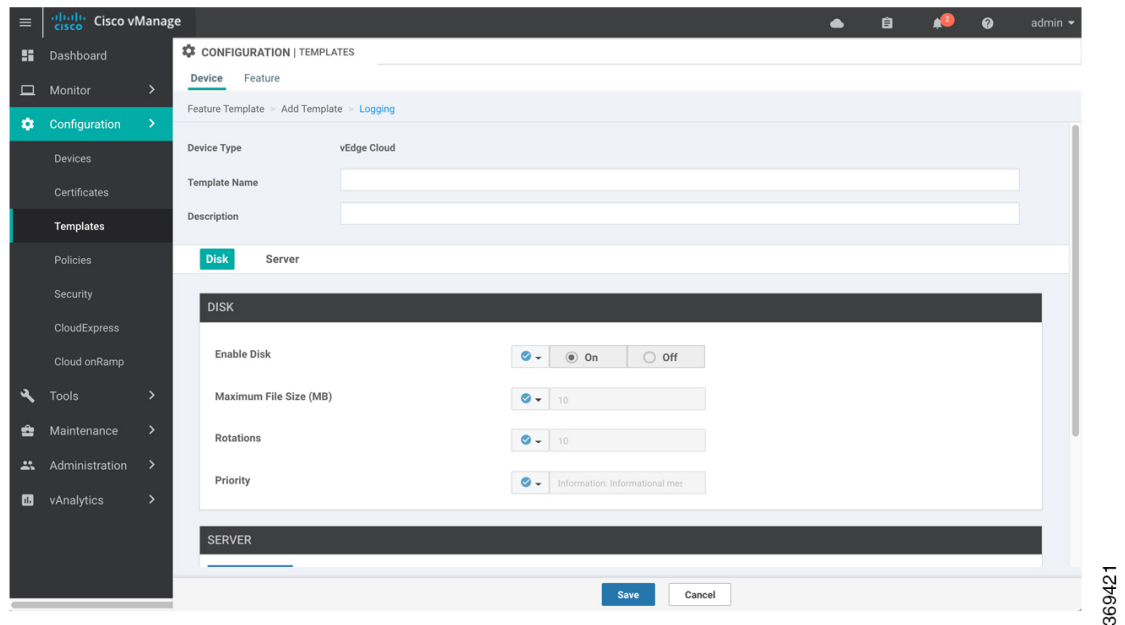 cisco Cisco vManage
2
admin
Dashboard
Monitor
Configuration
Devices
Certificates
Templates
Policies
Security
CloudExpress
Cloud onRamp
Tools
Maintenance
Administration
vAnalytics
CONFIGURATION | TEMPLATES
Device Feature
Feature Template > Add Template > Logging
Device Type vEdge Cloud
Template Name
Description
Disk Server
DISK
Enable Disk On Off
Maximum File Size (MB) 10
Rotations 10
Priority Information: Informational mes
SERVER
Save Cancel
369421